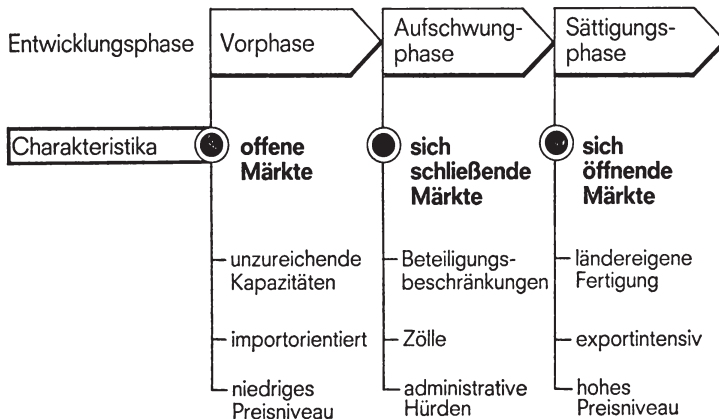 Entwicklungsphase
Vorphase
Aufschwung-
phase
Sättigungs-
phase
Charakteristika
offene
Märkte
sich
schließende
Märkte
sich
öffnende
Märkte
unzureichende
Kapazitäten
Beteiligungs-
beschränkungen
ländereigene
Fertigung
importorientiert
Zölle
exportintensiv
niedriges
Preisniveau
administrative
Hürden
hohes
Preisniveau